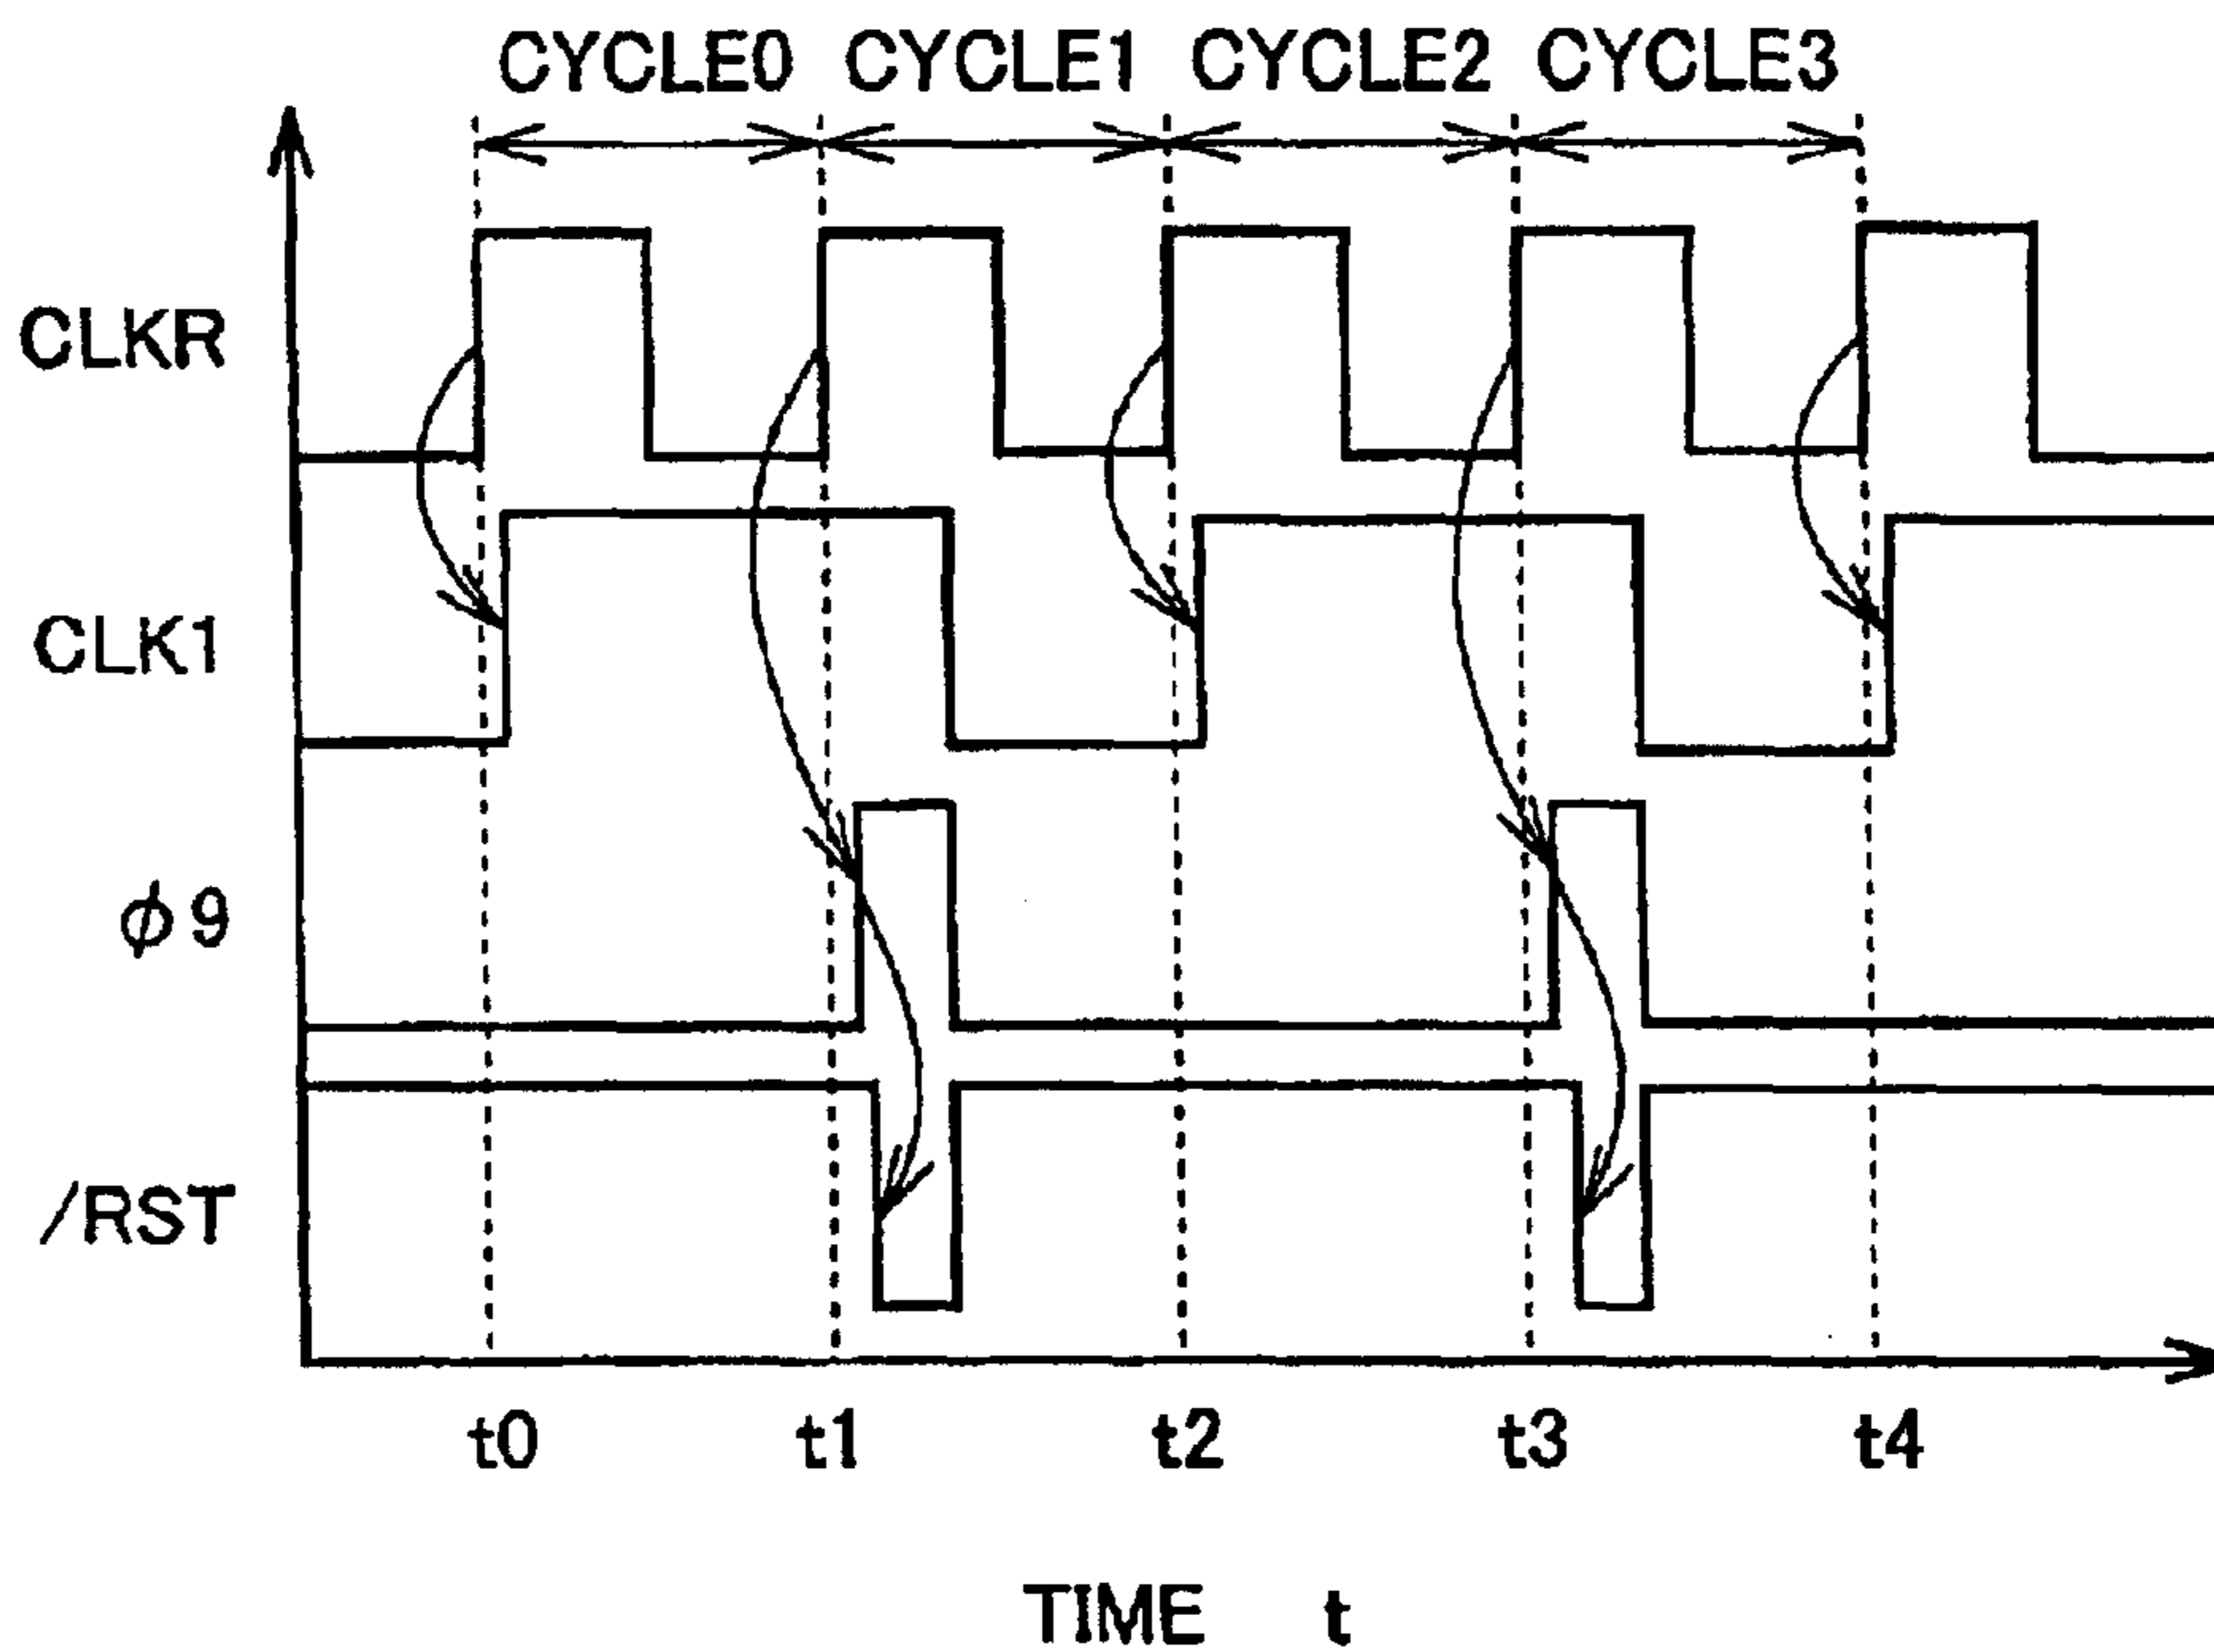 CYCLE0 CYCLE1 CYCLE2 CYCLE3
CLKR
CLK1
ϕ9
/RST
t0 t1 t2 t3 t4
TIME t